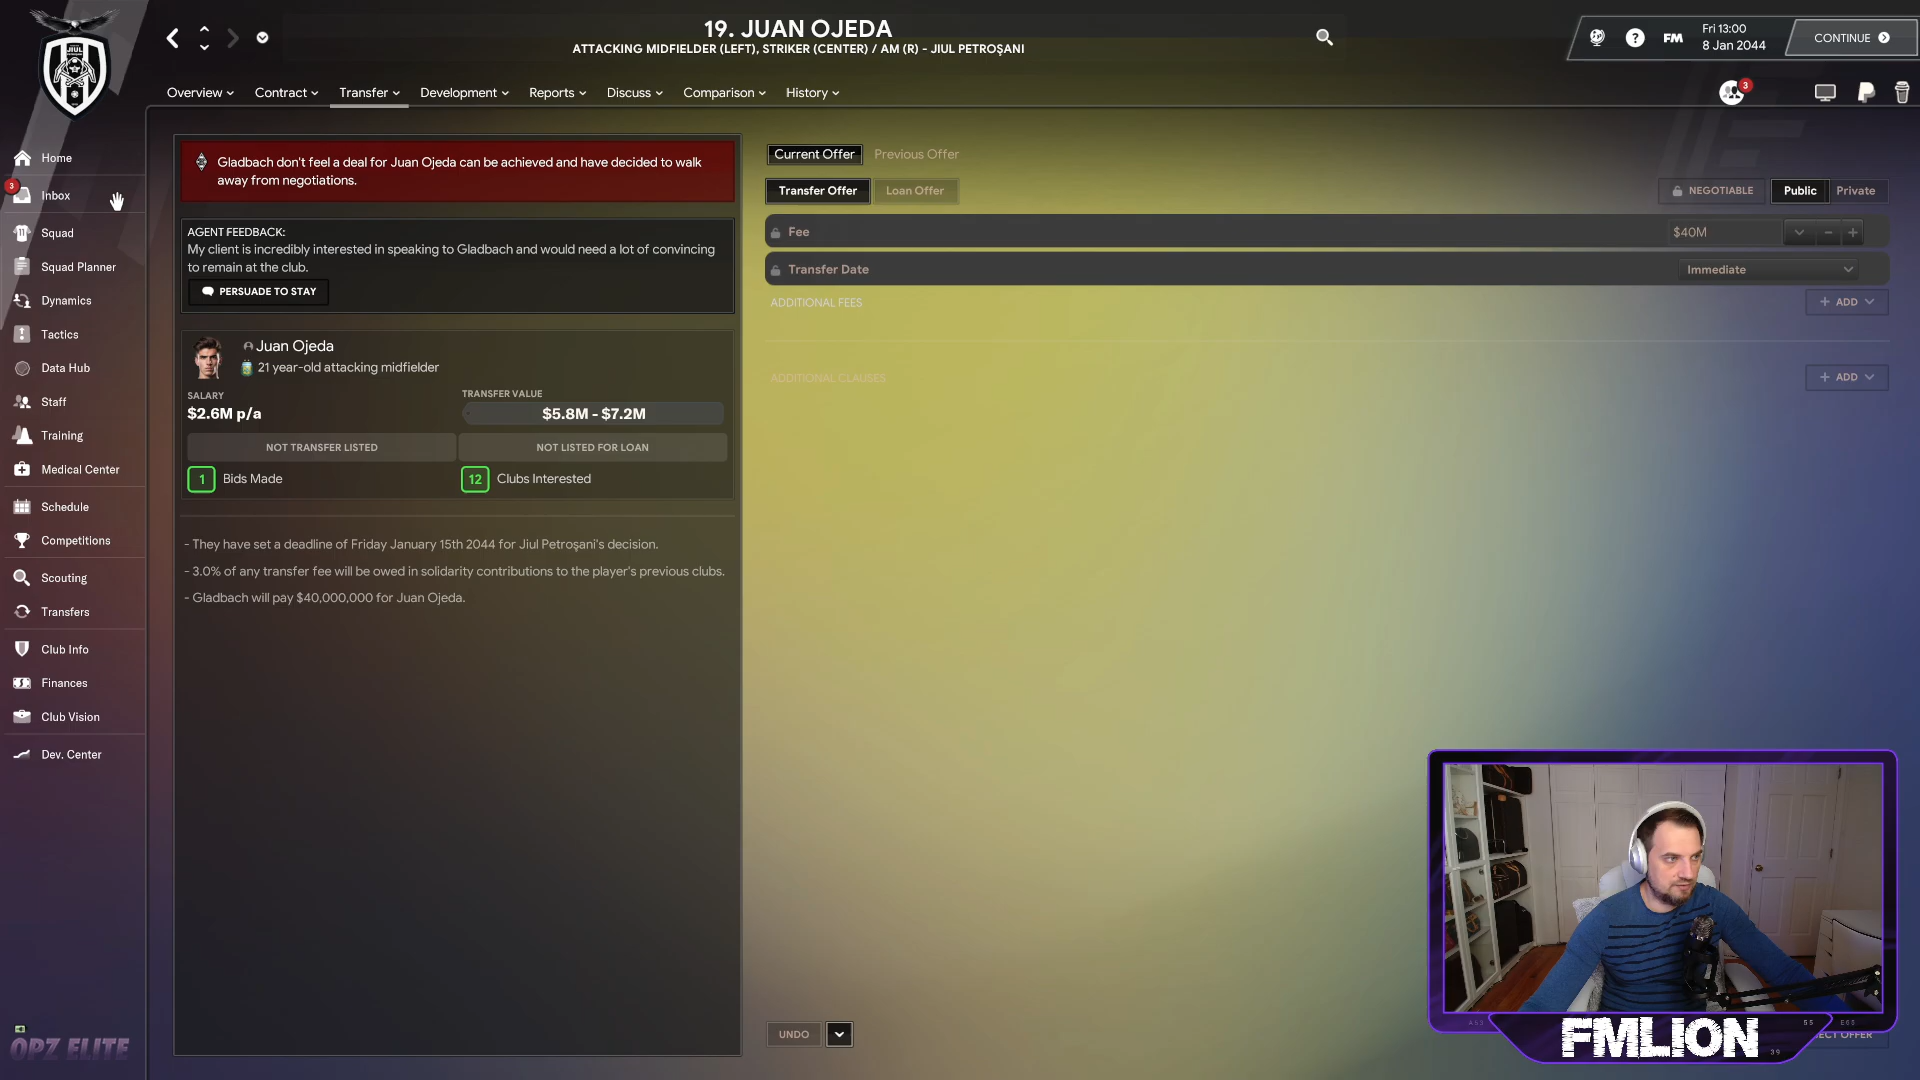 19. JUAN OJEDA
ATTACKING MIDFIELDER (LEFT), STRIKER (CENTER) / AM (R) - JIUL PETROŞANI
FM
Fri 13:00
8 Jan 2044
CONTINUE
Overview
Contract
Transfer
Development
Reports
Discuss
Comparison
History
3
Home
3
Inbox
Squad
Squad Planner
Dynamics
Tactics
Data Hub
Staff
Training
Medical Center
Schedule
Competitions
Scouting
Transfers
Club Info
Finances
Club Vision
Dev. Center
OPZ ELITE
Gladbach don't feel a deal for Juan Ojeda can be achieved and have decided to walk
away from negotiations.
AGENT FEEDBACK:
My client is incredibly interested in speaking to Gladbach and would need a lot of convincing
to remain at the club.
PERSUADE TO STAY
Juan Ojeda
21 year-old attacking midfielder
SALARY
$2.6M p/a
TRANSFER VALUE
$5.8M - $7.2M
NOT TRANSFER LISTED
NOT LISTED FOR LOAN
1 Bids Made
12 Clubs Interested
- They have set a deadline of Friday January 15th 2044 for Jiul Petroşani's decision.
- 3.0% of any transfer fee will be owed in solidarity contributions to the player's previous clubs.
- Gladbach will pay $40,000,000 for Juan Ojeda.
Current Offer
Previous Offer
Transfer Offer
Loan Offer
NEGOTIABLE
Public
Private
Fee
$40M
Transfer Date
Immediate
ADDITIONAL FEES
ADD
ADDITIONAL CLAUSES
ADD
UNDO
FMLION